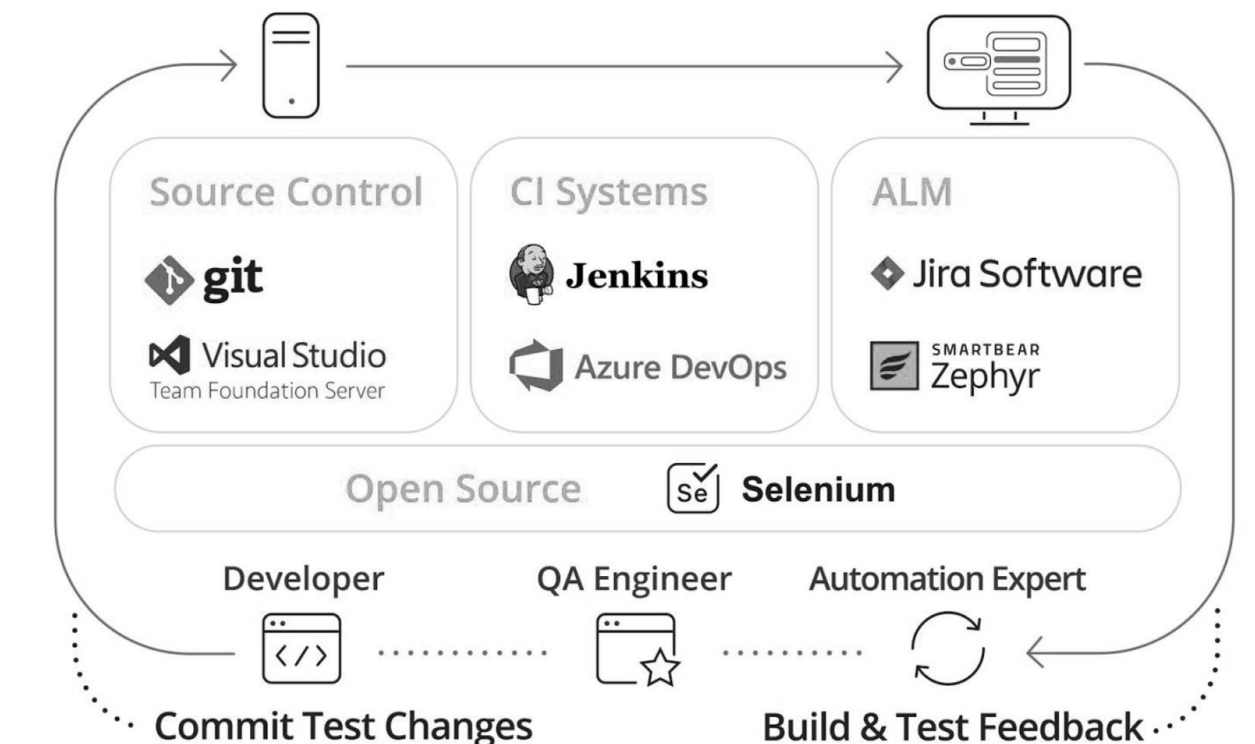 Source Control
git
Visual Studio
Team Foundation Server
CI Systems
Jenkins
Azure DevOps
ALM
Jira Software
SMARTBEAR
Zephyr
Open Source
Se
Selenium
Developer
QA Engineer
Automation Expert
</>
Commit Test Changes
Build & Test Feedback